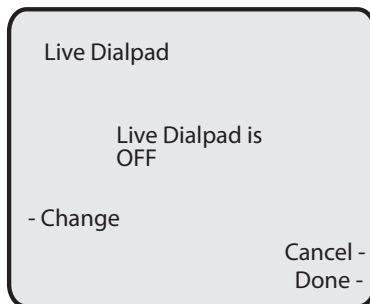 Live Dialpad
Live Dialpad is
OFF
- Change
Cancel -
Done -